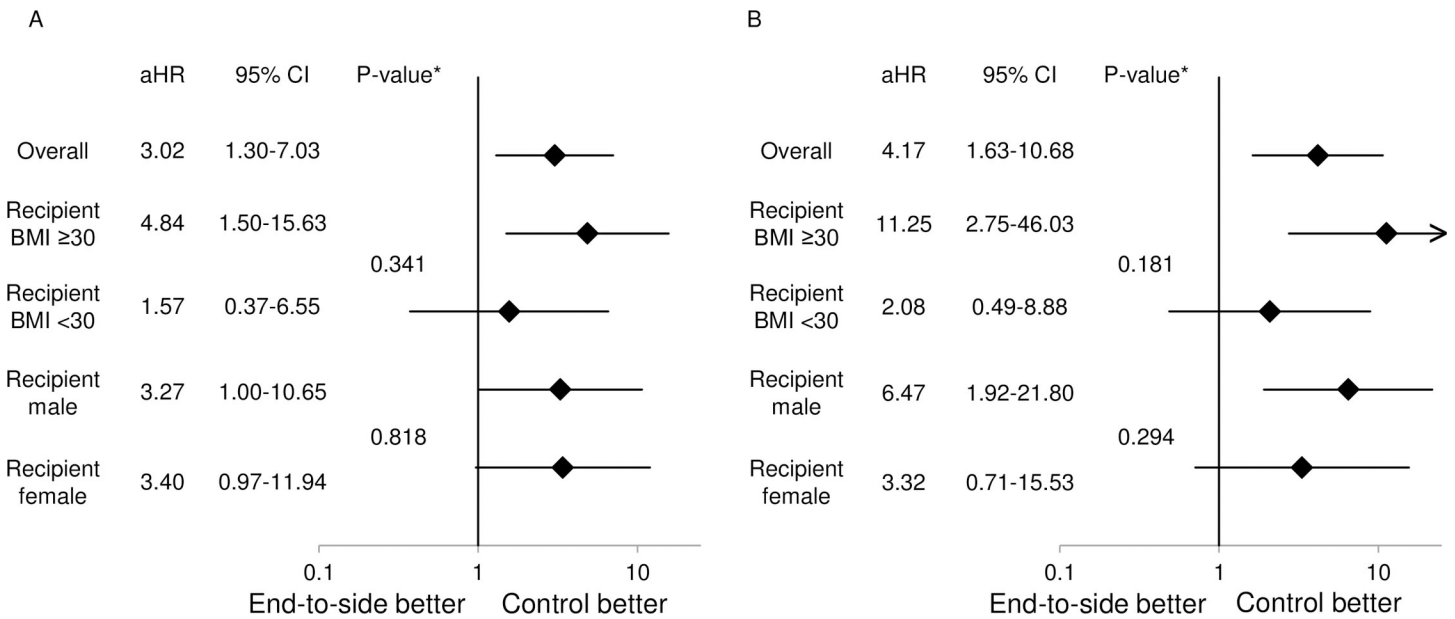 A
aHR 95% CI P-value*
Overall 3.02 1.30-7.03
Recipient
BMI ≥30 4.84 1.50-15.63
0.341
Recipient
BMI <30 1.57 0.37-6.55
Recipient
male 3.27 1.00-10.65
0.818
Recipient
female 3.40 0.97-11.94
0.1 1 10
End-to-side better Control better
B
aHR 95% CI P-value*
Overall 4.17 1.63-10.68
Recipient
BMI ≥30 11.25 2.75-46.03
0.181
Recipient
BMI <30 2.08 0.49-8.88
Recipient
male 6.47 1.92-21.80
0.294
Recipient
female 3.32 0.71-15.53
0.1 1 10
End-to-side better Control better